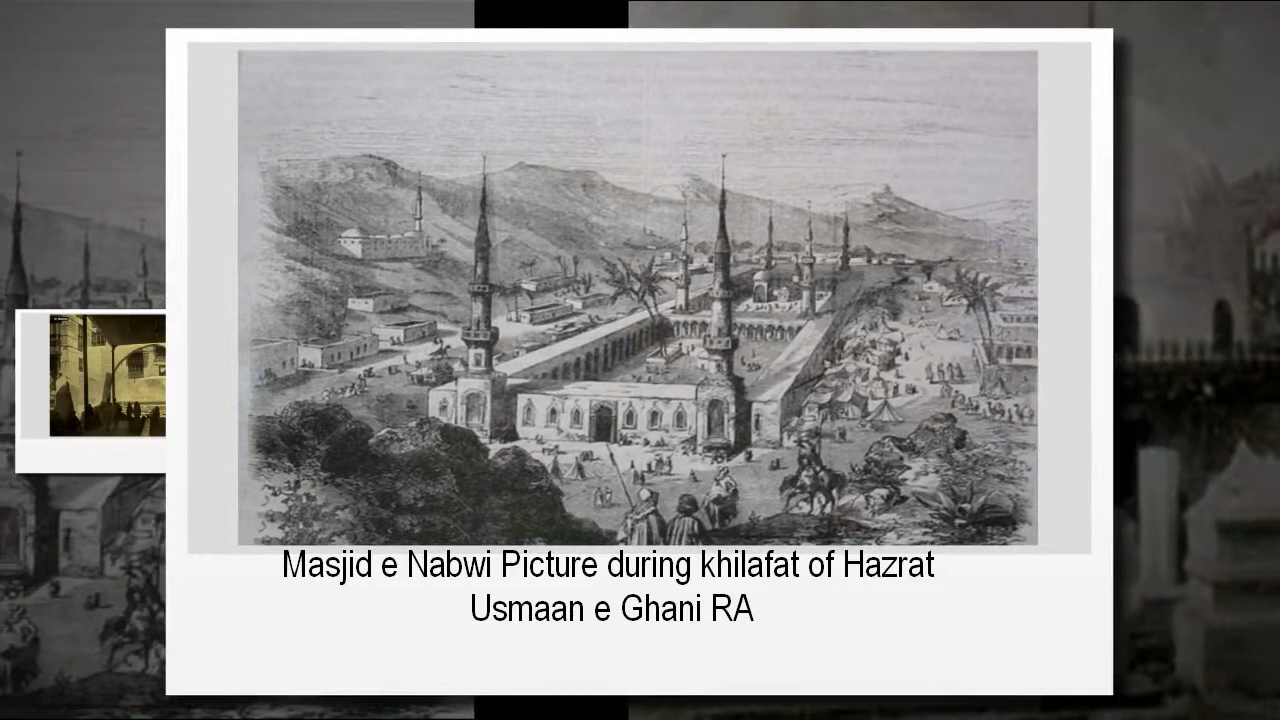 Masjid e Nabwi Picture during khilafat of Hazrat
Usmaan e Ghani RA